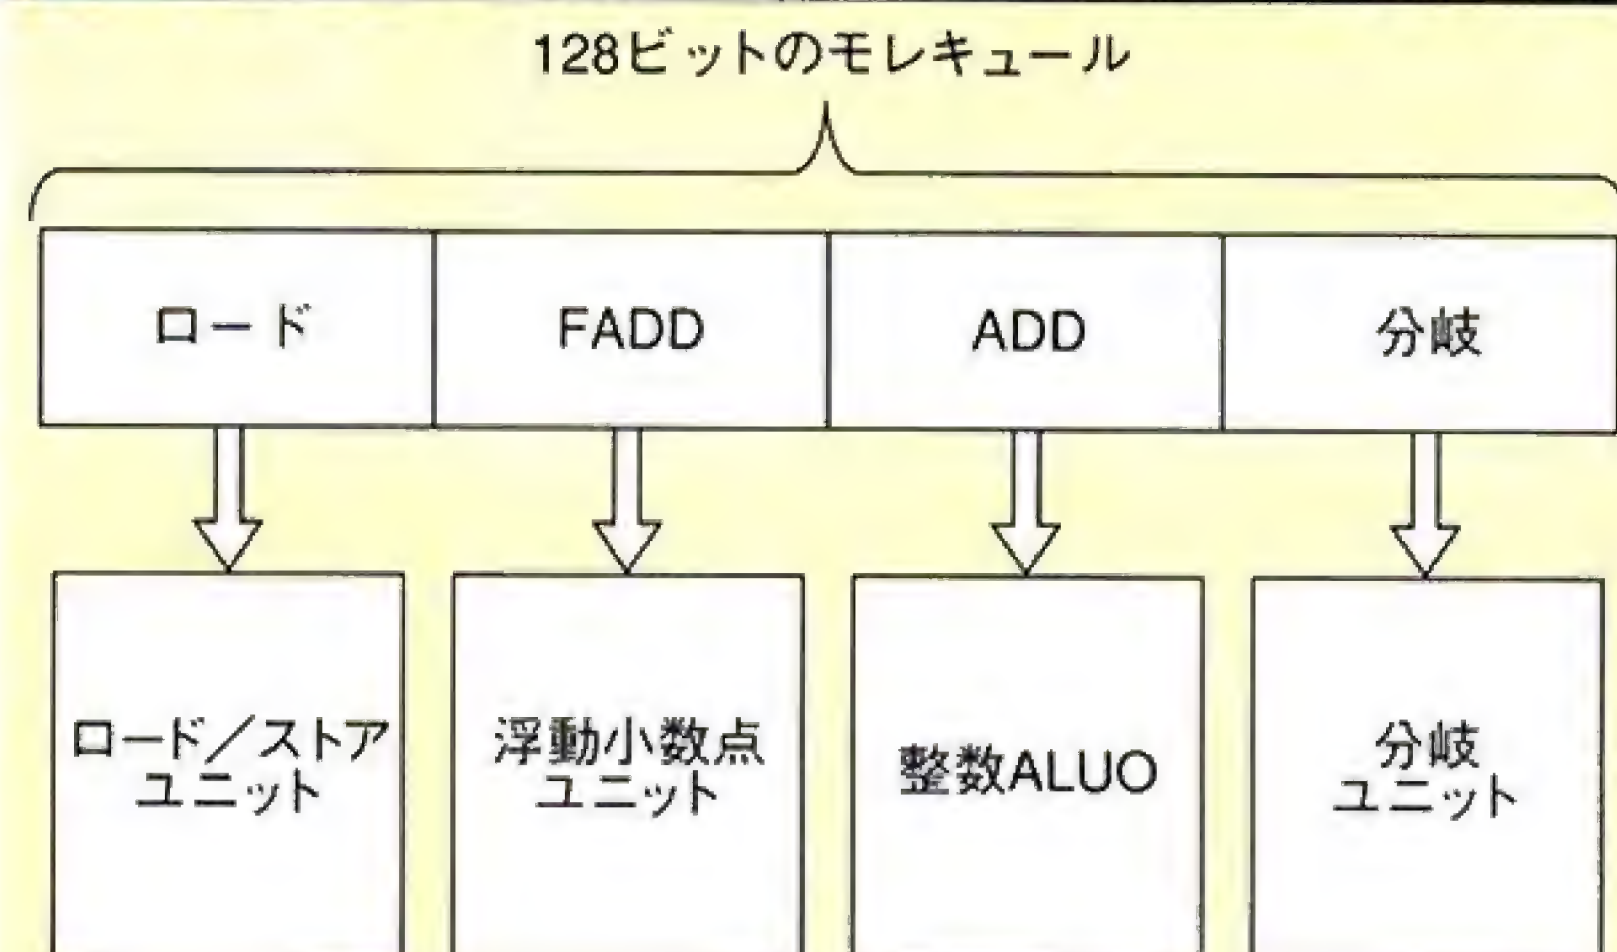 128ビットのモレキュール
ロード
FADD
ADD
分岐
ロード／ストア
ユニット
浮動小数点
ユニット
整数ALUO
分岐
ユニット